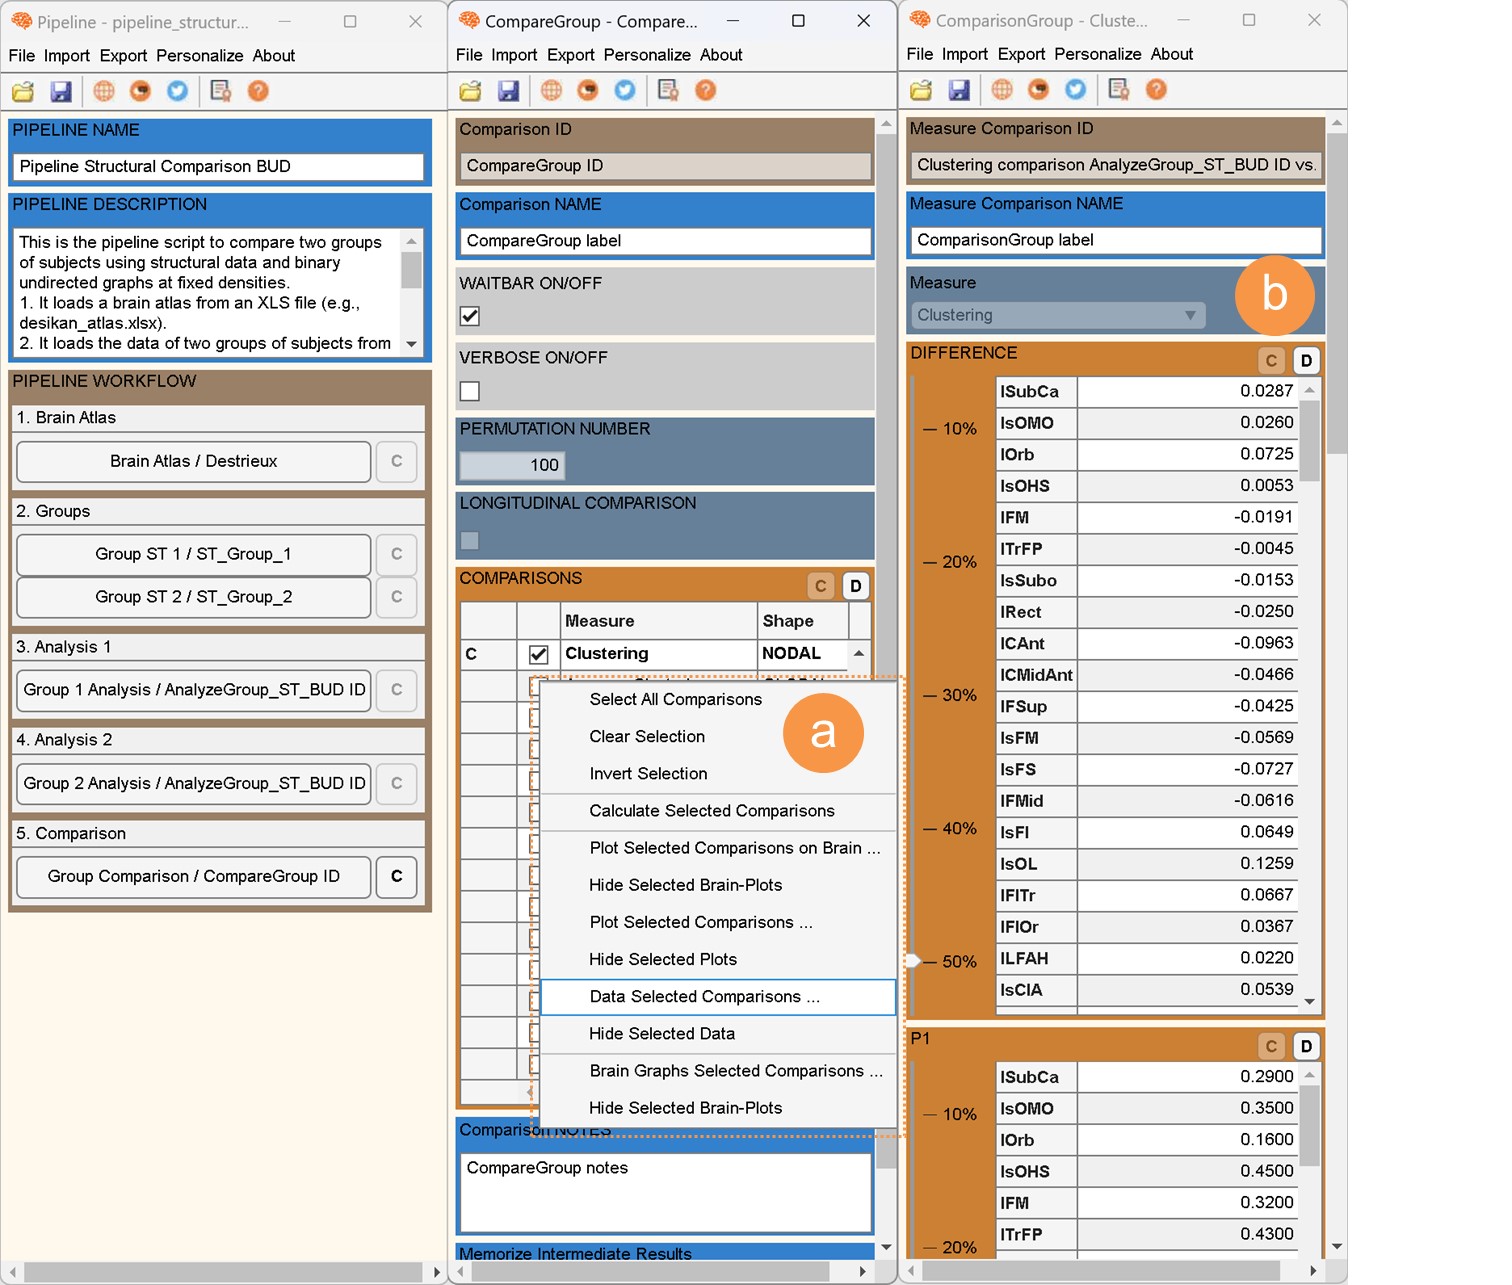 Pipeline - pipeline_structur...
File Import Export Personalize About
PIPELINE NAME
Pipeline Structural Comparison BUD
PIPELINE DESCRIPTION
This is the pipeline script to compare two groups
of subjects using structural data and binary
undirected graphs at fixed densities.
1. It loads a brain atlas from an XLS file (e.g.,
desikan_atlas.xlsx).
2. It loads the data of two groups of subjects from
PIPELINE WORKFLOW
1. Brain Atlas
Brain Atlas / Destrieux
C
2. Groups
Group ST 1 / ST_Group_1
C
Group ST 2 / ST_Group_2
C
3. Analysis 1
Group 1 Analysis / AnalyzeGroup_ST_BUD ID
C
4. Analysis 2
Group 2 Analysis / AnalyzeGroup_ST_BUD ID
C
5. Comparison
Group Comparison / CompareGroup ID
C
CompareGroup - Compare...
File Import Export Personalize About
Comparison ID
CompareGroup ID
Comparison NAME
CompareGroup label
WAITBAR ON/OFF
VERBOSE ON/OFF
PERMUTATION NUMBER
100
LONGITUDINAL COMPARISON
COMPARISONS
C D
Measure Shape
C Clustering NODAL
a
Select All Comparisons
Clear Selection
Invert Selection
Calculate Selected Comparisons
Plot Selected Comparisons on Brain ...
Hide Selected Brain-Plots
Plot Selected Comparisons ...
Hide Selected Plots
Data Selected Comparisons ...
Hide Selected Data
Brain Graphs Selected Comparisons ...
Hide Selected Brain-Plots
Comparison NOTES
CompareGroup notes
Memorize Intermediate Results
ComparisonGroup - Cluste...
File Import Export Personalize About
Measure Comparison ID
Clustering comparison AnalyzeGroup_ST_BUD ID vs.
Measure Comparison NAME
ComparisonGroup label
Measure
Clustering
b
DIFFERENCE
C D
10%
20%
30%
40%
50%
lSubCa 0.0287
lsOMO 0.0260
lOrb 0.0725
lsOHS 0.0053
lFM -0.0191
lTrFP -0.0045
lsSubo -0.0153
lRect -0.0250
lCAnt -0.0963
lCMidAnt -0.0466
lFSup -0.0425
lsFM -0.0569
lsFS -0.0727
lFMid -0.0616
lsFI 0.0649
lsOL 0.1259
lFITr 0.0667
lFIOr 0.0367
lLFAH 0.0220
lsCIA 0.0539
P1
C D
10%
20%
lSubCa 0.2900
lsOMO 0.3500
lOrb 0.1600
lsOHS 0.4500
lFM 0.3200
lTrFP 0.4300